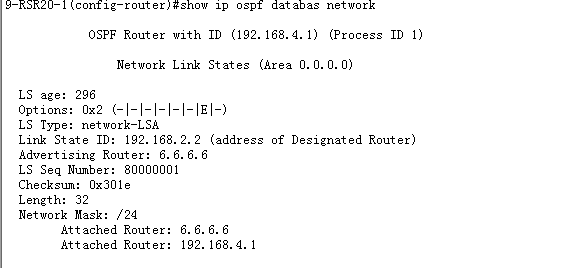 9-RSR20-1(config-router)#show ip ospf databas network
OSPF Router with ID (192.168.4.1) (Process ID 1)
Network Link States (Area 0.0.0.0)
LS age: 296
Options: 0x2 (-|-|-|-|-|-|E|-)
LS Type: network-LSA
Link State ID: 192.168.2.2 (address of Designated Router)
Advertising Router: 6.6.6.6
LS Seq Number: 80000001
Checksum: 0x301e
Length: 32
Network Mask: /24
Attached Router: 6.6.6.6
Attached Router: 192.168.4.1